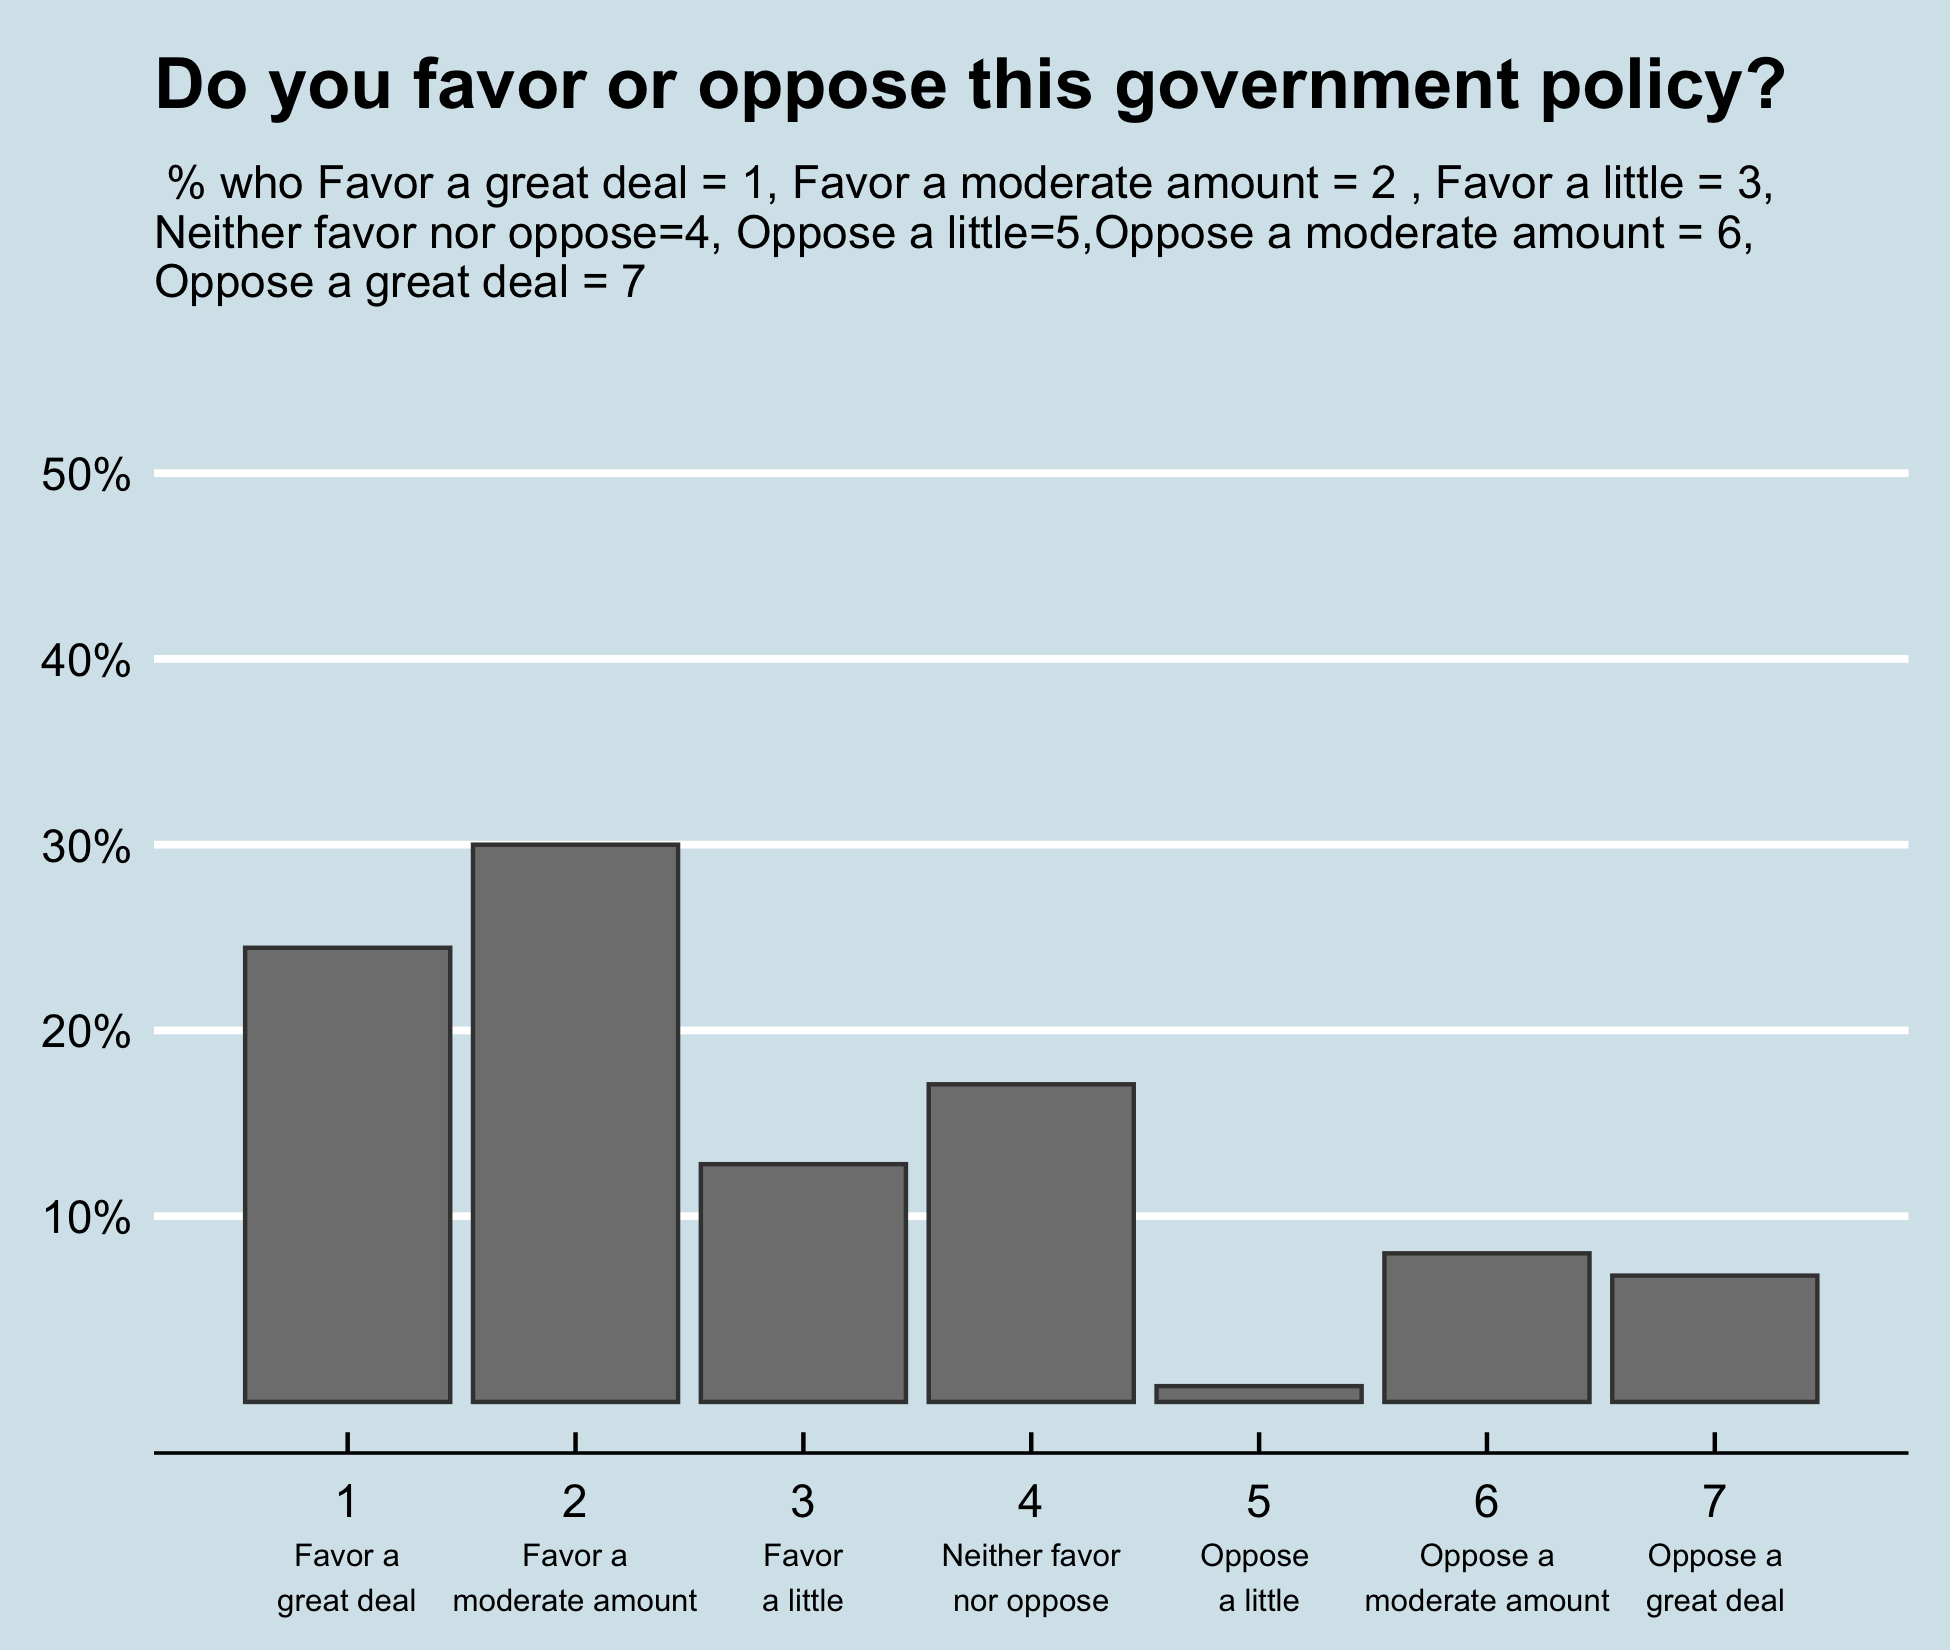 Do you favor or oppose this government policy?
% who Favor a great deal = 1, Favor a moderate amount = 2 , Favor a little = 3,
Neither favor nor oppose=4, Oppose a little=5,Oppose a moderate amount = 6,
Oppose a great deal = 7
50%
40%
30%
20%
10%
1 2 3 4 5 6 7
Favor a Favor a Favor Neither favor Oppose Oppose a Oppose a
great deal moderate amount a little nor oppose a little moderate amount great deal